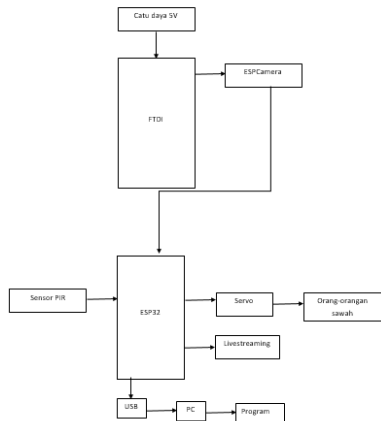 Catu daya 5V
FTDI
ESPCamera
Sensor PIR
ESP32
Servo
Orang-orangan
sawah
Livestreaming
USB
PC
Program